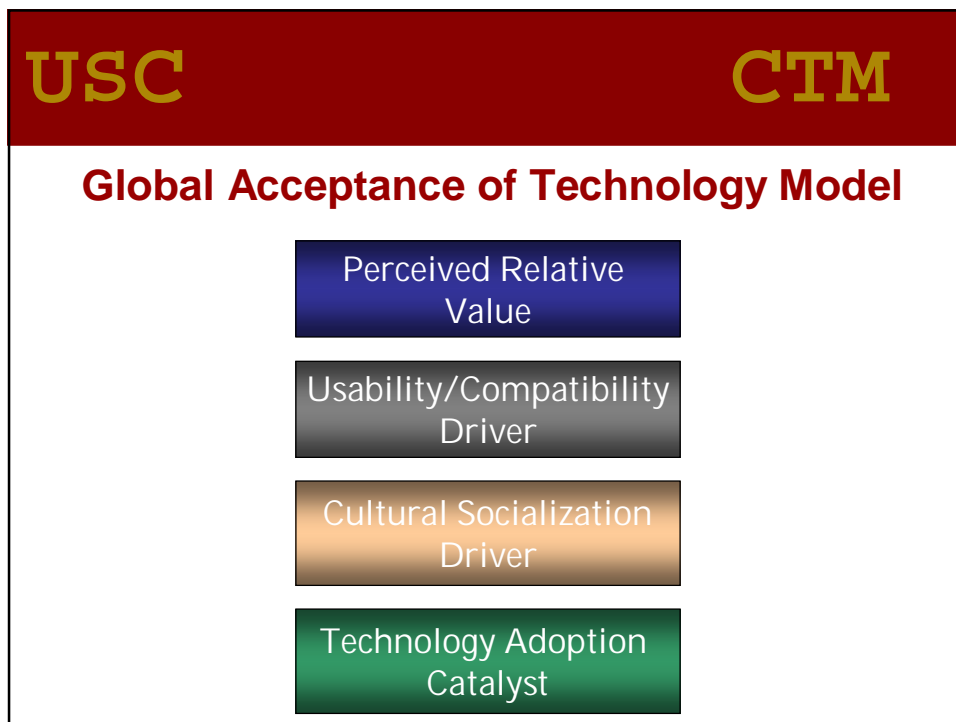 USC CTM
Global Acceptance of Technology Model
Perceived Relative
Value
Usability/Compatibility
Driver
Cultural Socialization
Driver
Technology Adoption
Catalyst